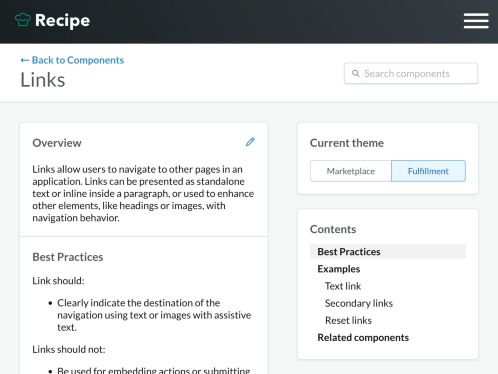 Recipe
← Back to Components
Links
Search components
Overview
Links allow users to navigate to other pages in an
application. Links can be presented as standalone
text or inline inside a paragraph, or used to enhance
other elements, like headings or images, with
navigation behavior.
Best Practices
Link should:
• Clearly indicate the destination of the
navigation using text or images with assistive
text.
Links should not:
• Be used for embedding actions or submitting
Current theme
Marketplace
Fulfillment
Contents
Best Practices
Examples
Text link
Secondary links
Reset links
Related components